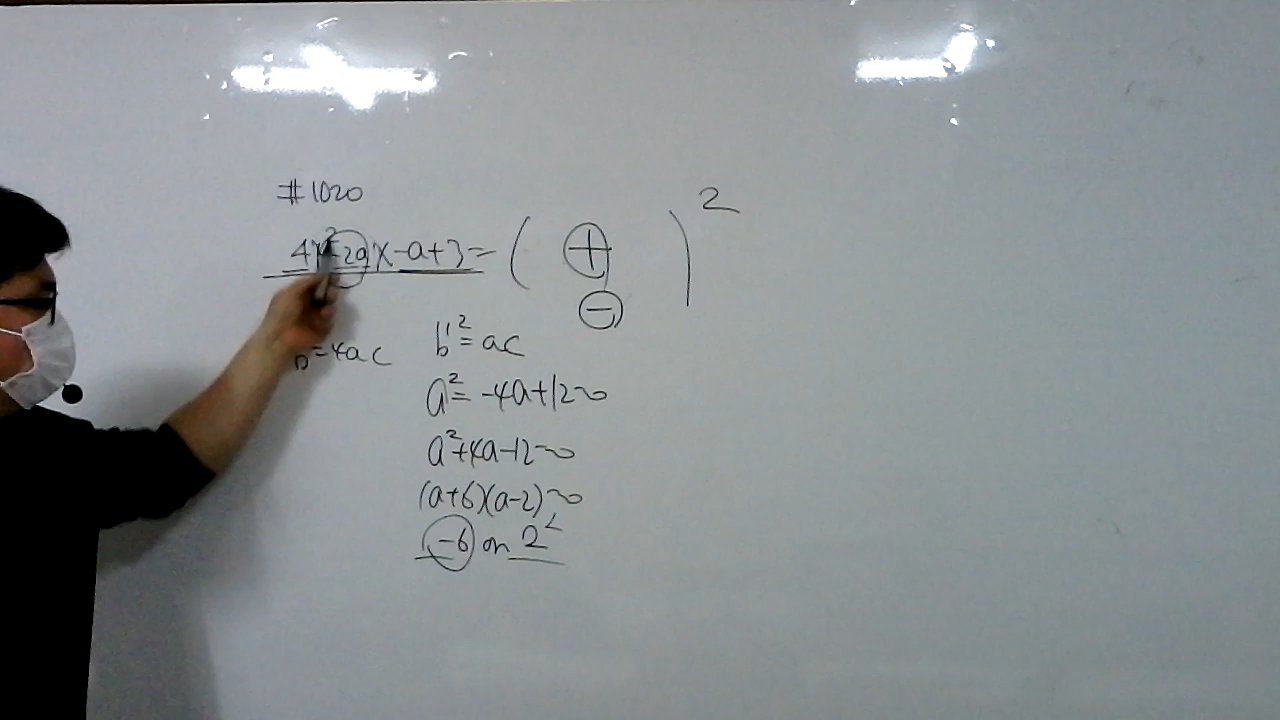 #1020
4x²-2ax-a+3=( ⊕ )²
⊖
b'²=ac
b²=4ac
a²=-4a+12=0
a²+4a-12=0
(a+6)(a-2)=0
-6 or 2